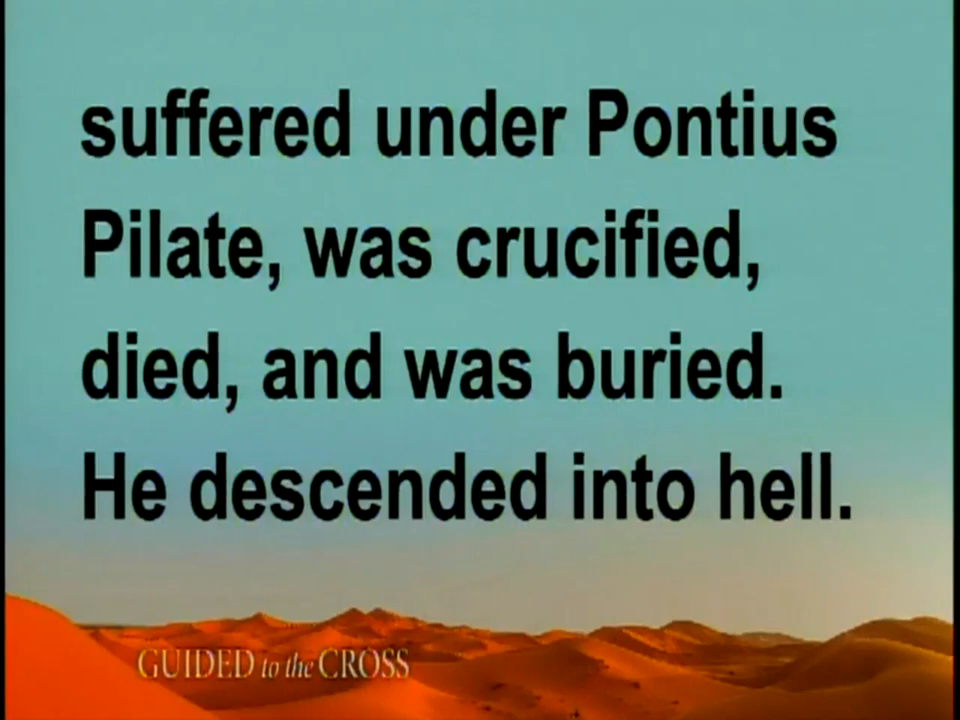 suffered under Pontius
Pilate, was crucified,
died, and was buried.
He descended into hell.
GUIDED to the CROSS